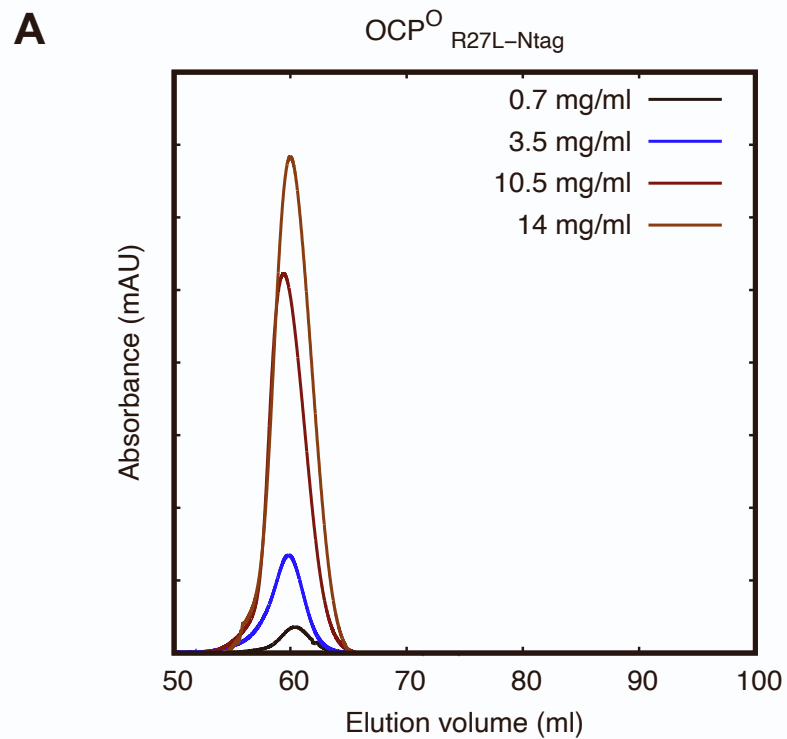 A
OCP^O R27L–Ntag
0.7 mg/ml
3.5 mg/ml
10.5 mg/ml
14 mg/ml
Absorbance (mAU)
50 60 70 80 90 100
Elution volume (ml)